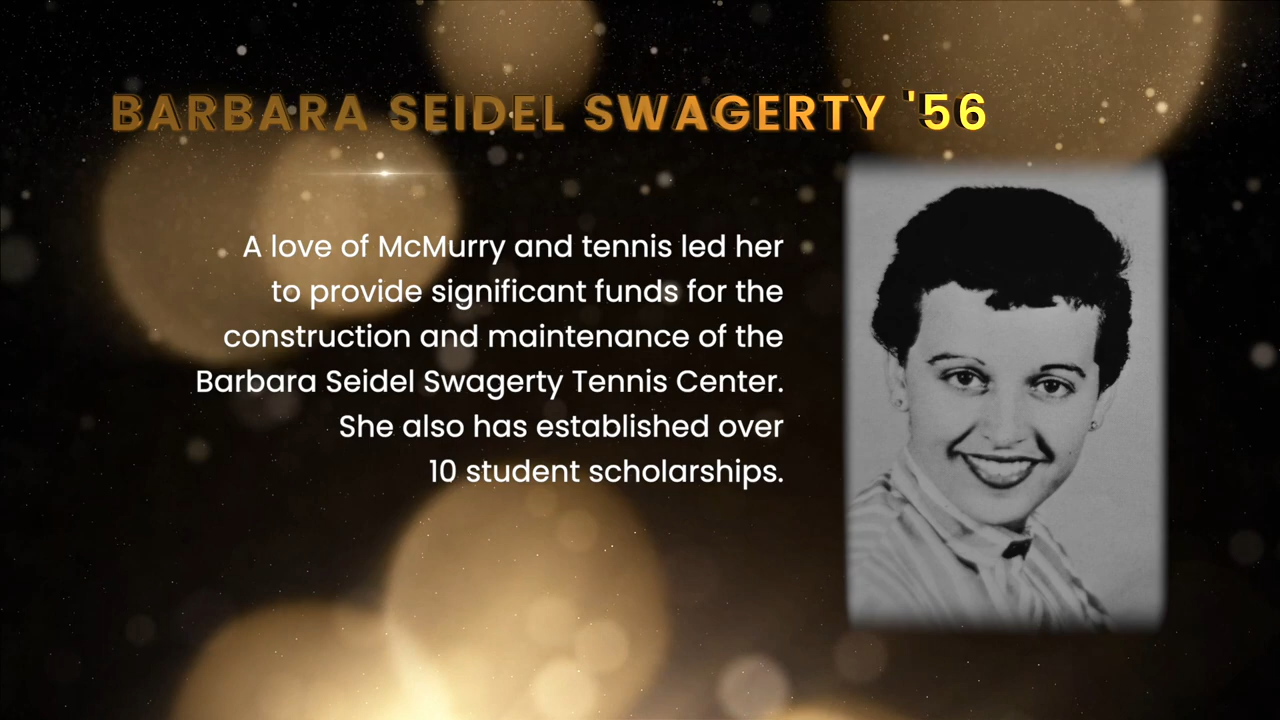 BARBARA SEIDEL SWAGERTY '56
A love of McMurry and tennis led her
to provide significant funds for the
construction and maintenance of the
Barbara Seidel Swagerty Tennis Center.
She also has established over
10 student scholarships.